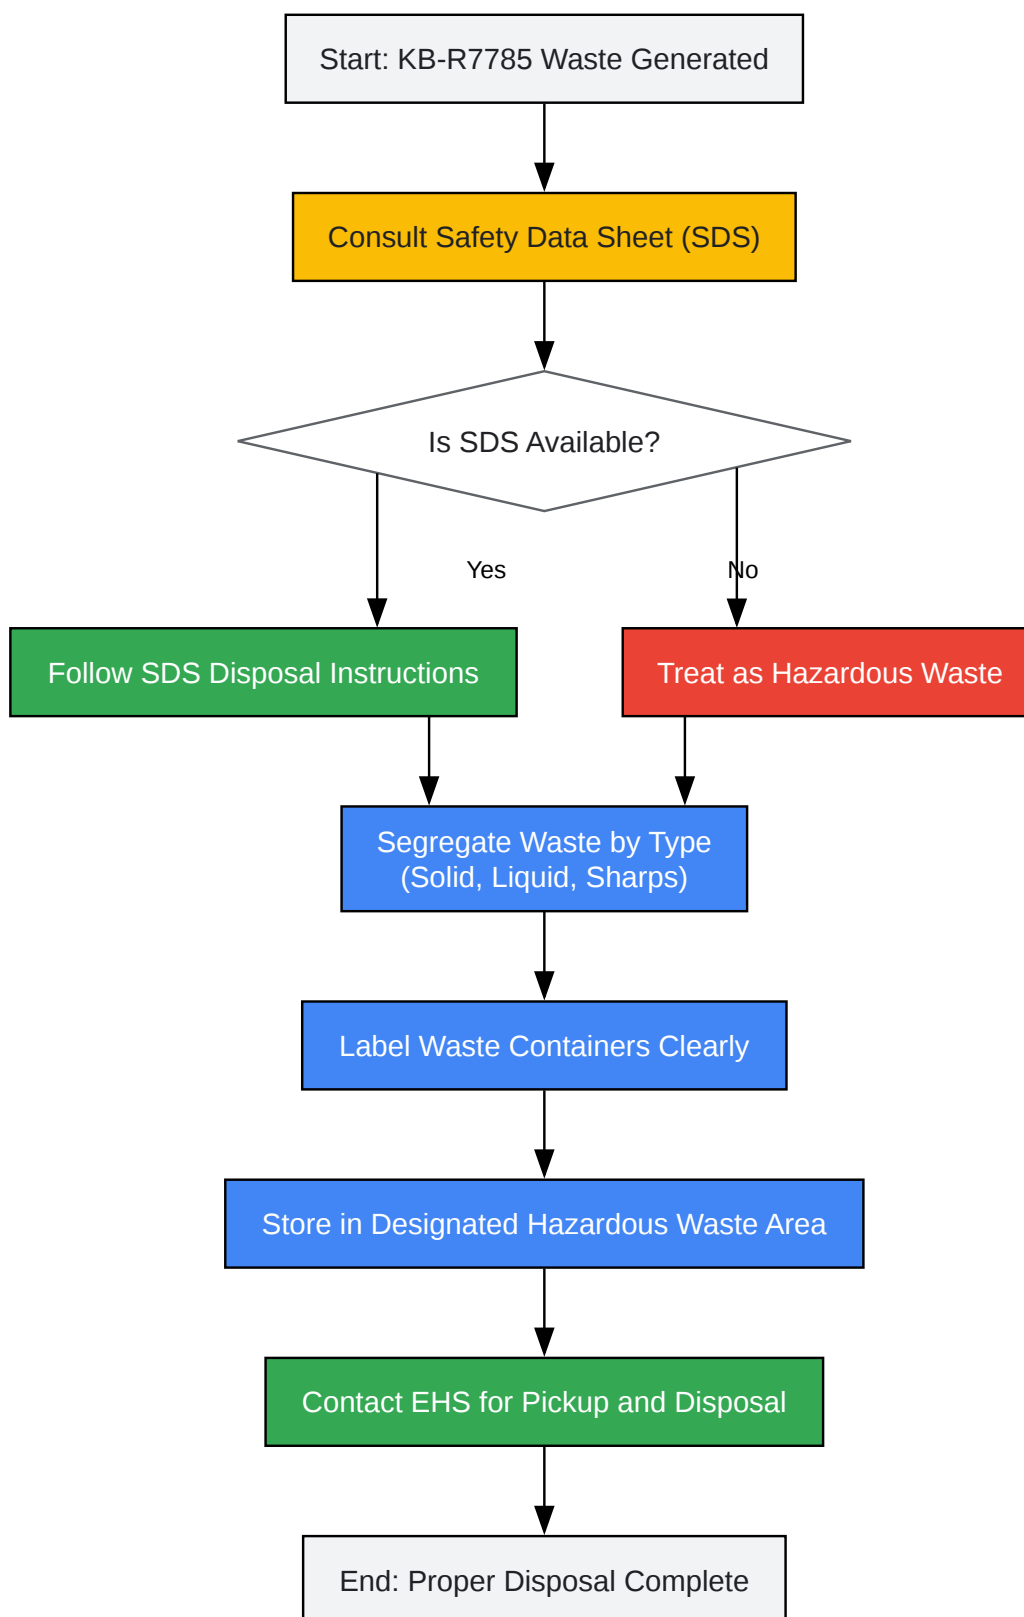 Start: KB-R7785 Waste Generated
Consult Safety Data Sheet (SDS)
Is SDS Available?
Yes
No
Follow SDS Disposal Instructions
Treat as Hazardous Waste
Segregate Waste by Type
(Solid, Liquid, Sharps)
Label Waste Containers Clearly
Store in Designated Hazardous Waste Area
Contact EHS for Pickup and Disposal
End: Proper Disposal Complete